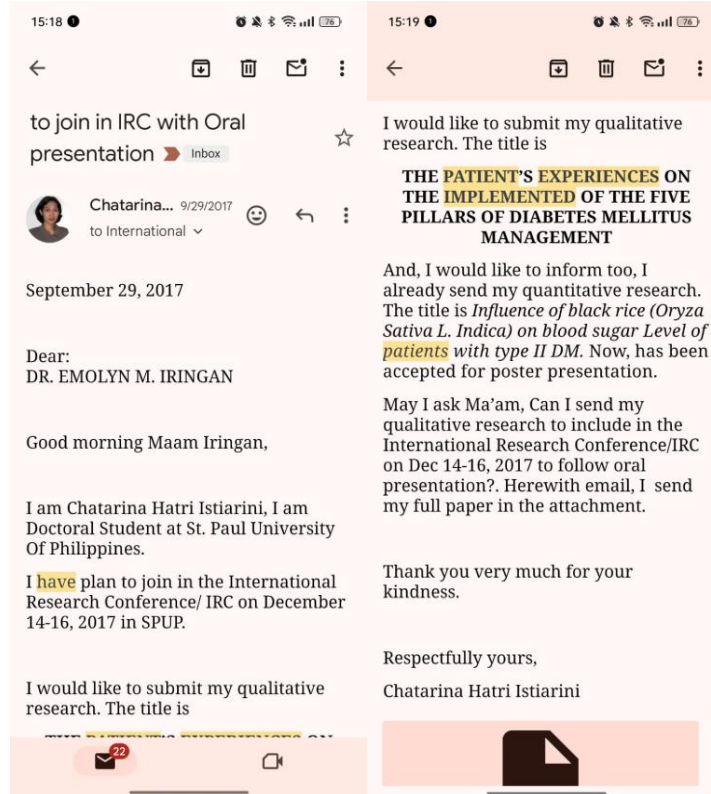 15:18 1
76
to join in IRC with Oral
presentation Inbox
Chatarina... 9/29/2017
to International
September 29, 2017
Dear:
DR. EMOLYN M. IRINGAN
Good morning Maam Iringan,
I am Chatarina Hatri Istiarini, I am
Doctoral Student at St. Paul University
Of Philippines.
I have plan to join in the International
Research Conference/ IRC on December
14-16, 2017 in SPUP.
I would like to submit my qualitative
research. The title is
THE PATIENT'S EXPERIENCES ON
22
15:19 1
76
I would like to submit my qualitative
research. The title is
THE PATIENT'S EXPERIENCES ON
THE IMPLEMENTED OF THE FIVE
PILLARS OF DIABETES MELLITUS
MANAGEMENT
And, I would like to inform too, I
already send my quantitative research.
The title is Influence of black rice (Oryza
Sativa L. Indica) on blood sugar Level of
patients with type II DM. Now, has been
accepted for poster presentation.
May I ask Ma’am, Can I send my
qualitative research to include in the
International Research Conference/IRC
on Dec 14-16, 2017 to follow oral
presentation?. Herewith email, I send
my full paper in the attachment.
Thank you very much for your
kindness.
Respectfully yours,
Chatarina Hatri Istiarini